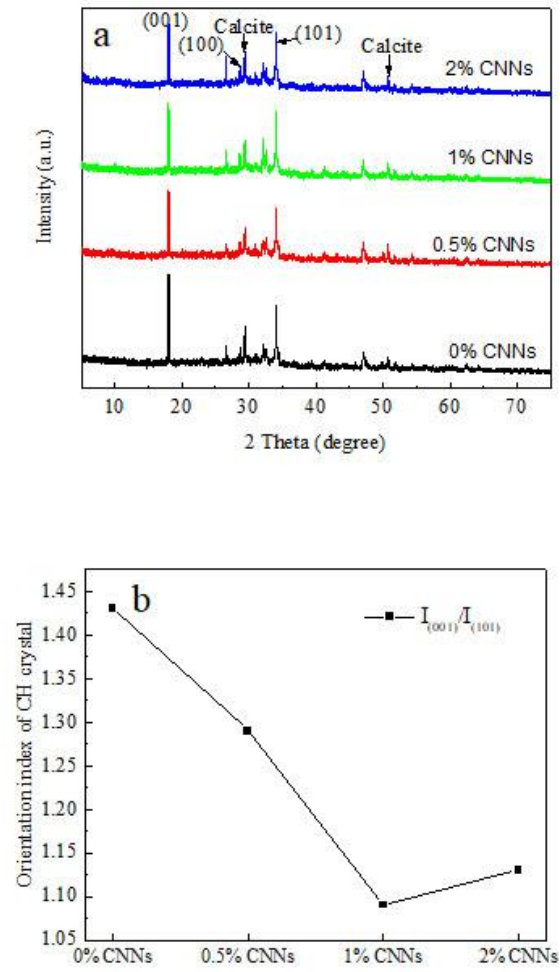 a
(001)
Calcite
(100)
(101)
Calcite
2% CNNs
1% CNNs
0.5% CNNs
0% CNNs
Intensity (a.u.)
10 20 30 40 50 60 70
2 Theta (degree)
b
I(001)/I(101)
Orientation index of CH crystal
1.45
1.40
1.35
1.30
1.25
1.20
1.15
1.10
1.05
0% CNNs 0.5% CNNs 1% CNNs 2% CNNs